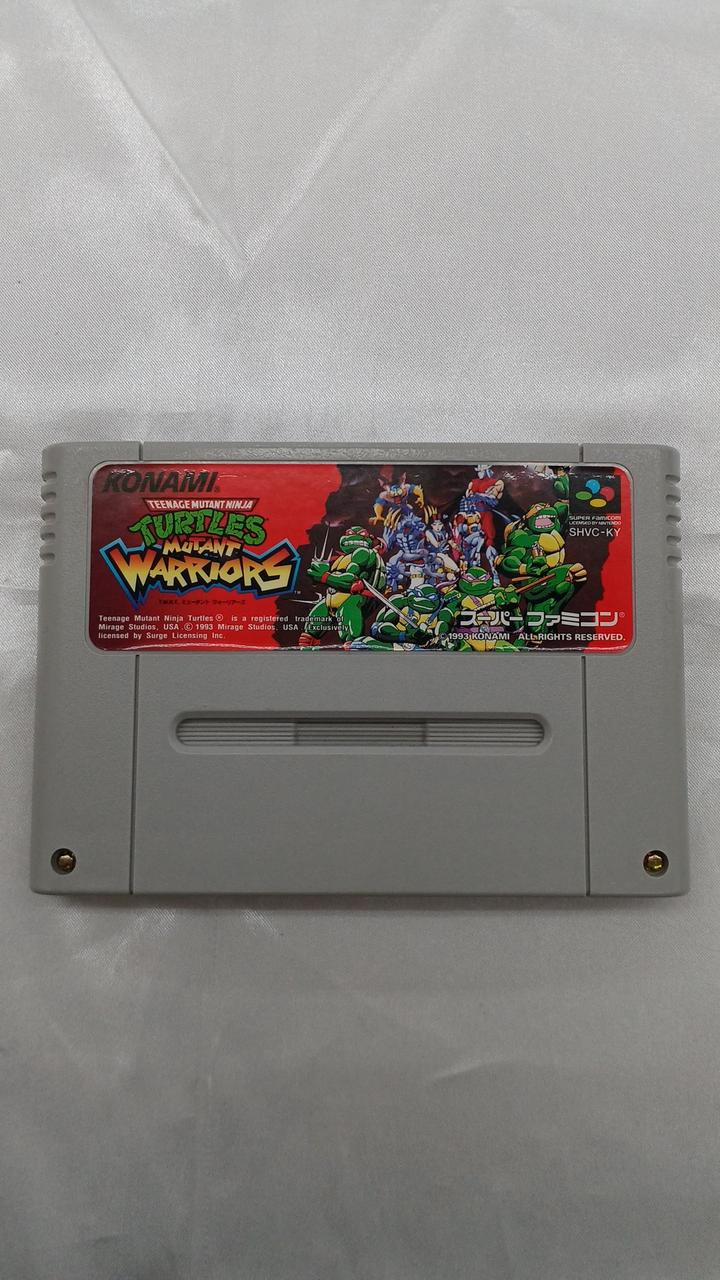 KONAMI®
TEENAGE MUTANT NINJA
TURTLES
MUTANT
WARRIORS™
T.M.N.T. ミュータント ウォーリアーズ
Teenage Mutant Ninja Turtles® is a registered trademark of
Mirage Studios, USA © 1993 Mirage Studios, USA Exclusively
licensed by Surge Licensing Inc.
SUPER FAMICOM
LICENSED BY NINTENDO
SHVC-KY
スーパーファミコン®
© 1993 KONAMI ALL RIGHTS RESERVED.